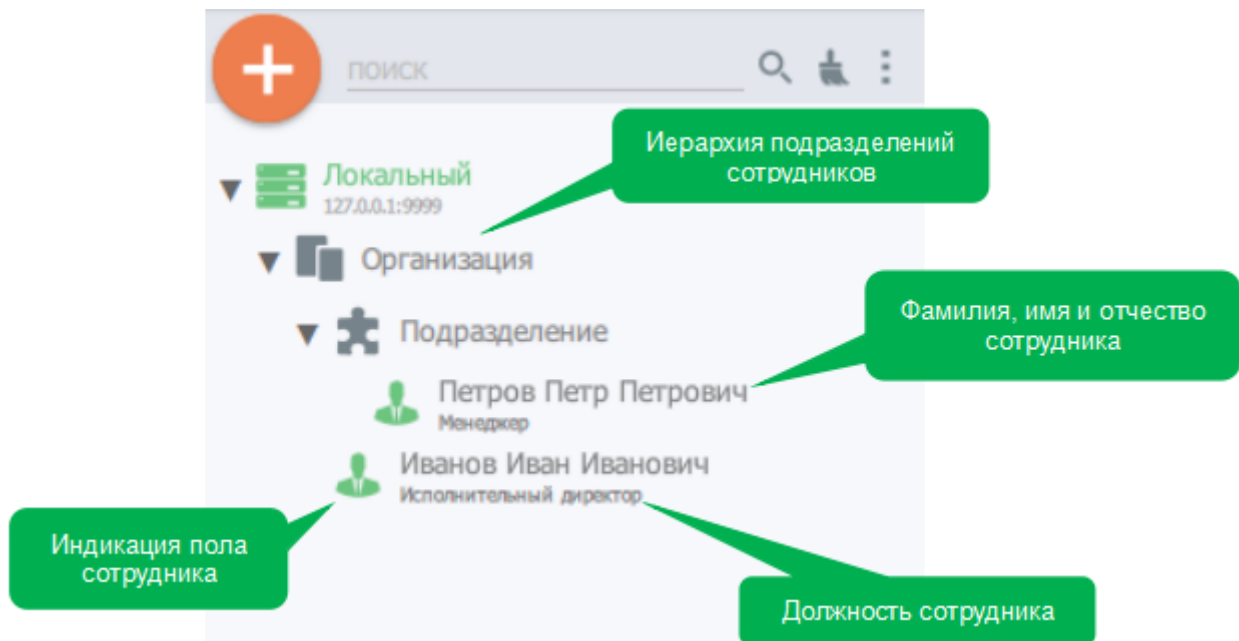 поиск
Иерархия подразделений
сотрудников
Локальный
127.0.0.1:9999
Организация
Фамилия, имя и отчество
сотрудника
Подразделение
Петров Петр Петрович
Менеджер
Иванов Иван Иванович
Исполнительный директор
Индикация пола
сотрудника
Должность сотрудника